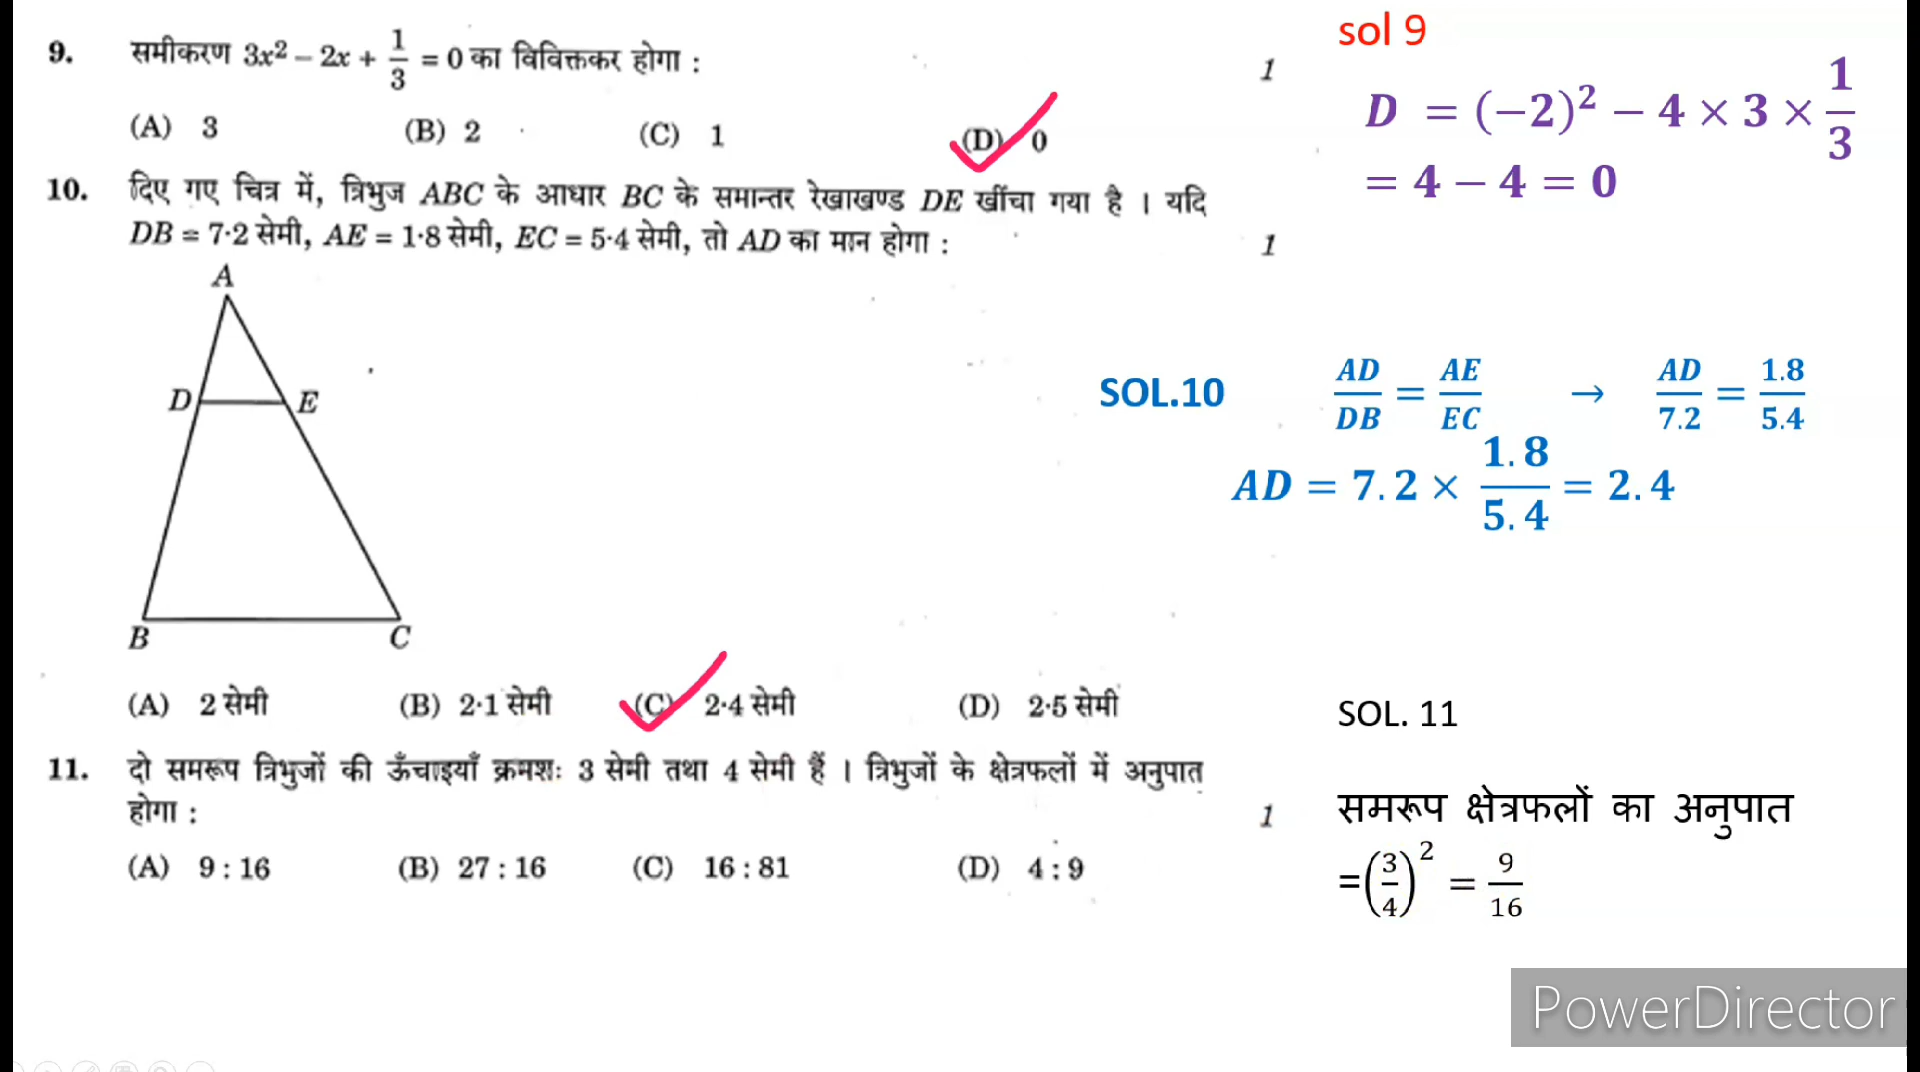 9. समीकरण 3x² – 2x + 1/3 = 0 का विविक्तकर होगा : 1
(A) 3 (B) 2 (C) 1 (D) 0
10. दिए गए चित्र में, त्रिभुज ABC के आधार BC के समान्तर रेखाखण्ड DE खींचा गया है । यदि
DB = 7·2 सेमी, AE = 1·8 सेमी, EC = 5·4 सेमी, तो AD का मान होगा : 1
A
D E
B C
(A) 2 सेमी (B) 2·1 सेमी (C) 2·4 सेमी (D) 2·5 सेमी
11. दो समरूप त्रिभुजों की ऊँचाइयाँ क्रमशः 3 सेमी तथा 4 सेमी हैं । त्रिभुजों के क्षेत्रफलों में अनुपात
होगा : 1
(A) 9 : 16 (B) 27 : 16 (C) 16 : 81 (D) 4 : 9
sol 9
D = (−2)² − 4 × 3 × 1/3
= 4 − 4 = 0
SOL.10 AD/DB = AE/EC → AD/7.2 = 1.8/5.4
AD = 7.2 × 1.8/5.4 = 2.4
SOL. 11
समरूप क्षेत्रफलों का अनुपात
=(3/4)² = 9/16
PowerDirector